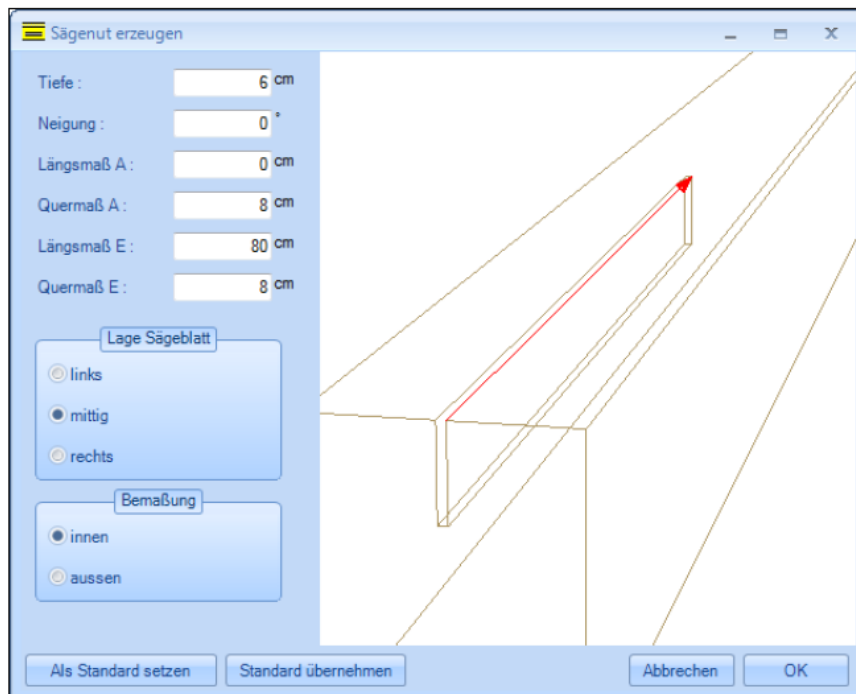 Sägenut erzeugen
Tiefe : 6 cm
Neigung : 0 °
Längsmaß A : 0 cm
Quermaß A : 8 cm
Längsmaß E : 80 cm
Quermaß E : 8 cm
Lage Sägeblatt
links
mittig
rechts
Bemaßung
innen
aussen
Als Standard setzen Standard übernehmen Abbrechen OK